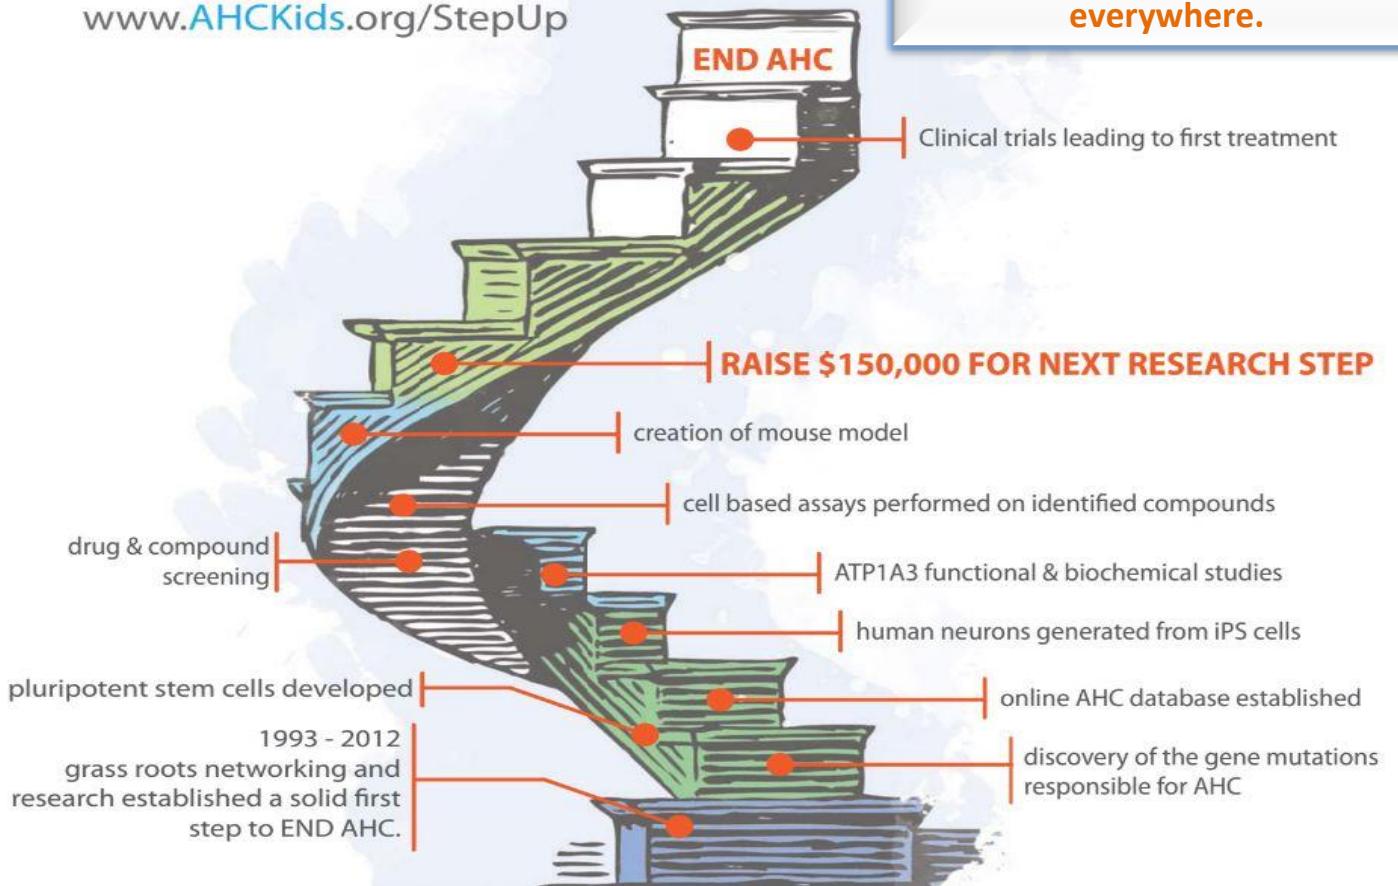 www.AHCKids.org/StepUp
everywhere.
END AHC
Clinical trials leading to first treatment
RAISE $150,000 FOR NEXT RESEARCH STEP
creation of mouse model
cell based assays performed on identified compounds
drug & compound
screening
ATP1A3 functional & biochemical studies
human neurons generated from iPS cells
pluripotent stem cells developed
online AHC database established
1993 - 2012
grass roots networking and
research established a solid first
step to END AHC.
discovery of the gene mutations
responsible for AHC